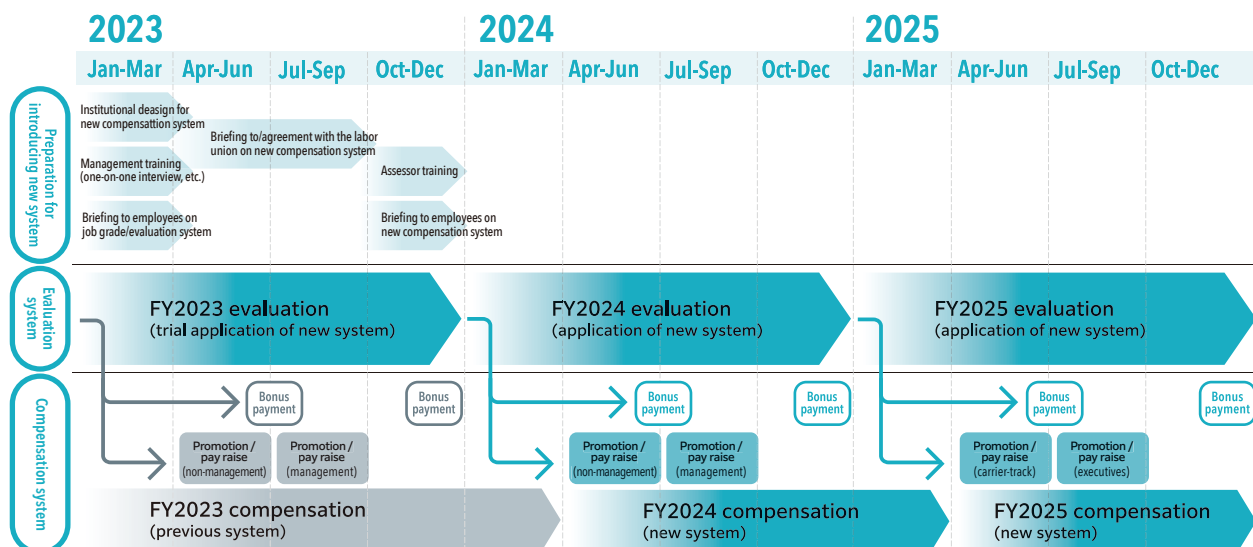 2023
2024
2025
Jan-Mar
Apr-Jun
Jul-Sep
Oct-Dec
Jan-Mar
Apr-Jun
Jul-Sep
Oct-Dec
Jan-Mar
Apr-Jun
Jul-Sep
Oct-Dec
Preparation for
introducing new system
Institutional deasign for
new compensattion system
Briefing to/agreement with the labor
union on new compensation system
Management training
(one-on-one interview, etc.)
Assessor training
Briefing to employees on
job grade/evaluation system
Briefing to employees on
new compensation system
Evaluation
system
FY2023 evaluation
(trial application of new system)
FY2024 evaluation
(application of new system)
FY2025 evaluation
(application of new system)
Compensation system
Bonus
payment
Bonus
payment
Bonus
payment
Bonus
payment
Bonus
payment
Bonus
payment
Promotion /
pay raise
(non-management)
Promotion /
pay raise
(management)
Promotion /
pay raise
(non-management)
Promotion /
pay raise
(management)
Promotion /
pay raise
(carrier-track)
Promotion /
pay raise
(executives)
FY2023 compensation
(previous system)
FY2024 compensation
(new system)
FY2025 compensation
(new system)